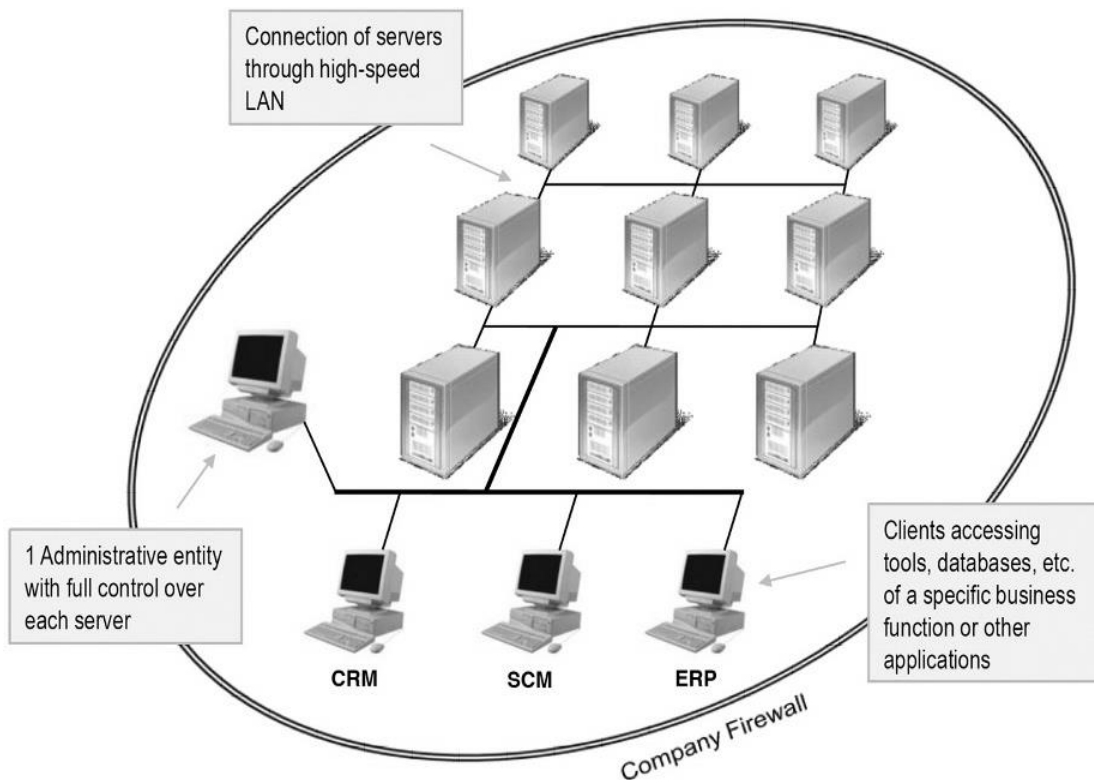 Connection of servers
through high-speed
LAN
1 Administrative entity
with full control over
each server
Clients accessing
tools, databases, etc.
of a specific business
function or other
applications
CRM
SCM
ERP
Company Firewall